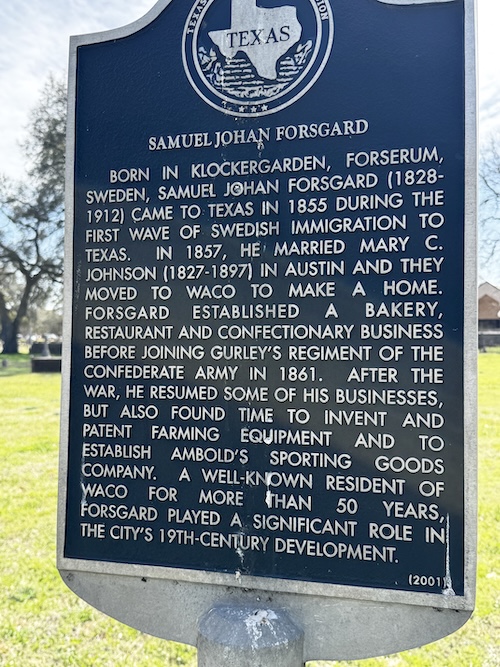 TEXAS
TEXAS
SAMUEL JOHAN FORSGARD
BORN IN KLOCKERGARDEN, FORSERUM,
SWEDEN, SAMUEL JOHAN FORSGARD (1828-
1912) CAME TO TEXAS IN 1855 DURING THE
FIRST WAVE OF SWEDISH IMMIGRATION TO
TEXAS. IN 1857, HE MARRIED MARY C.
JOHNSON (1827-1897) IN AUSTIN AND THEY
MOVED TO WACO TO MAKE A HOME.
FORSGARD ESTABLISHED A BAKERY,
RESTAURANT AND CONFECTIONARY BUSINESS
BEFORE JOINING GURLEY'S REGIMENT OF THE
CONFEDERATE ARMY IN 1861. AFTER THE
WAR, HE RESUMED SOME OF HIS BUSINESSES,
BUT ALSO FOUND TIME TO INVENT AND
PATENT FARMING EQUIPMENT AND TO
ESTABLISH AMBOLD'S SPORTING GOODS
COMPANY. A WELL-KNOWN RESIDENT OF
WACO FOR MORE THAN 50 YEARS,
FORSGARD PLAYED A SIGNIFICANT ROLE IN
THE CITY'S 19TH-CENTURY DEVELOPMENT.
(2001)